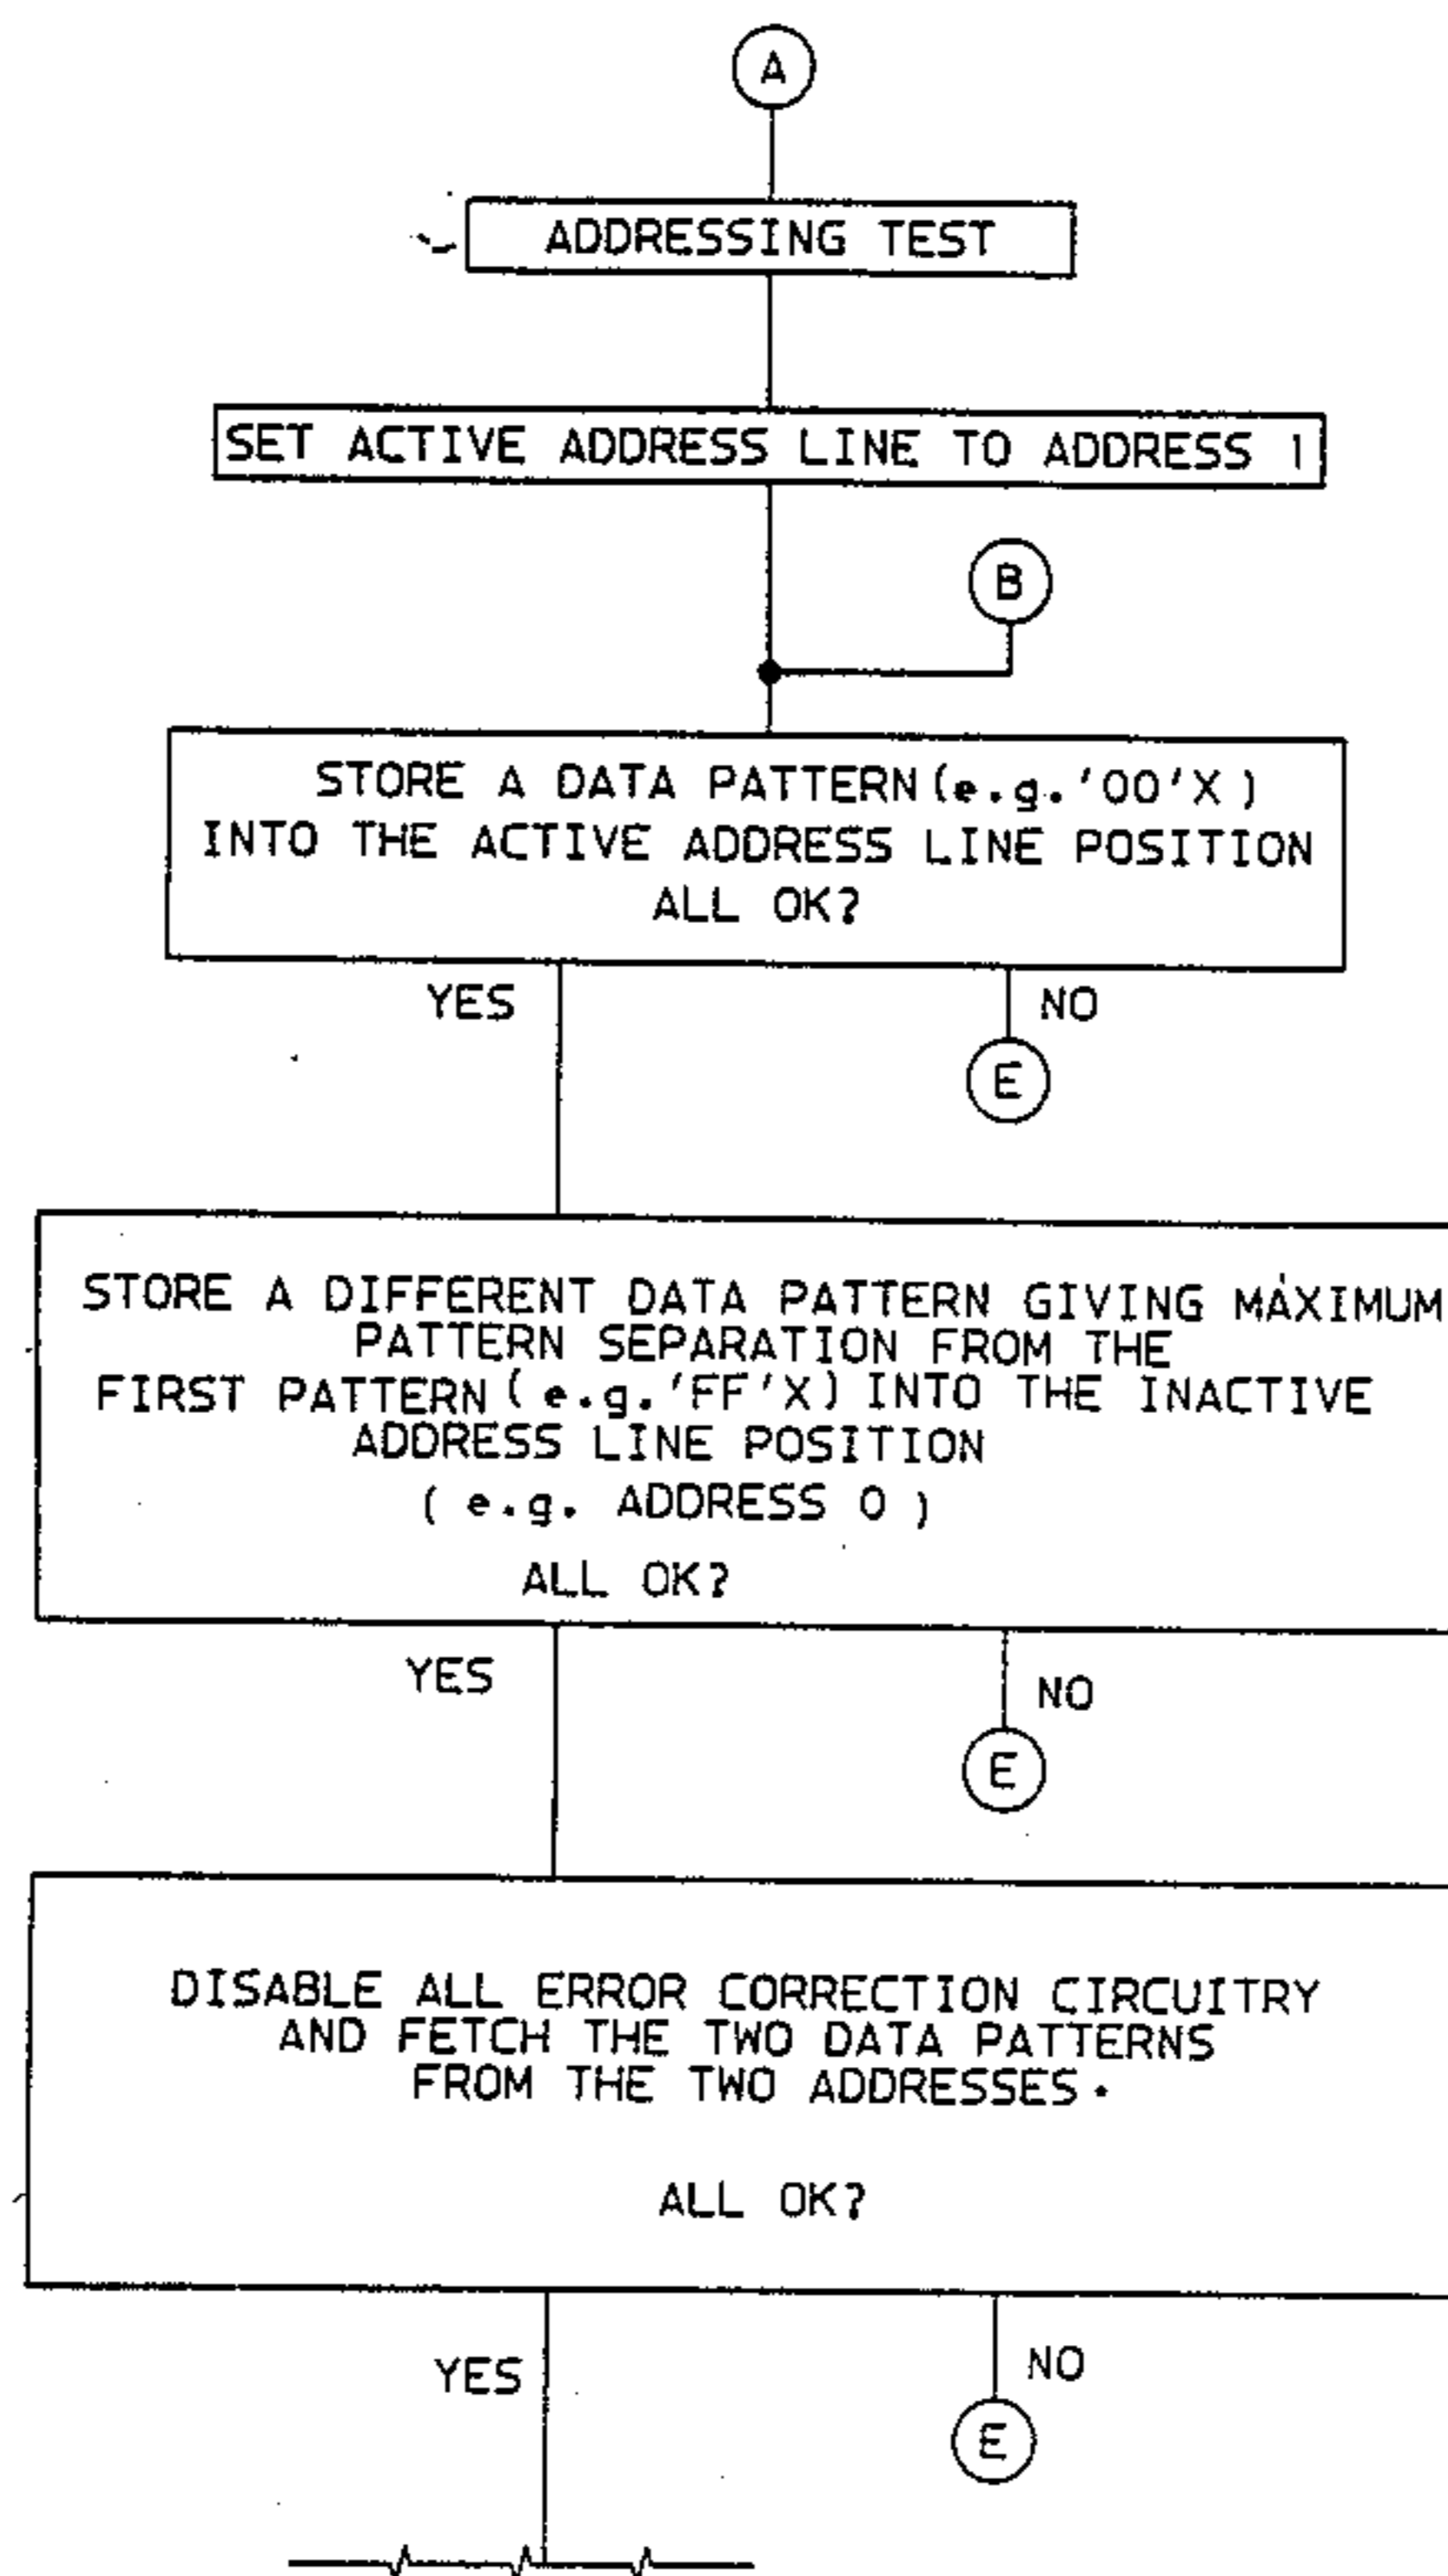 A
ADDRESSING TEST
SET ACTIVE ADDRESS LINE TO ADDRESS 1
B
STORE A DATA PATTERN (e.g. '00'X )
INTO THE ACTIVE ADDRESS LINE POSITION
ALL OK?
YES
NO
E
STORE A DIFFERENT DATA PATTERN GIVING MAXIMUM
PATTERN SEPARATION FROM THE
FIRST PATTERN ( e.g. 'FF'X) INTO THE INACTIVE
ADDRESS LINE POSITION
( e.g. ADDRESS 0 )
ALL OK?
YES
NO
E
DISABLE ALL ERROR CORRECTION CIRCUITRY
AND FETCH THE TWO DATA PATTERNS
FROM THE TWO ADDRESSES.
ALL OK?
YES
NO
E